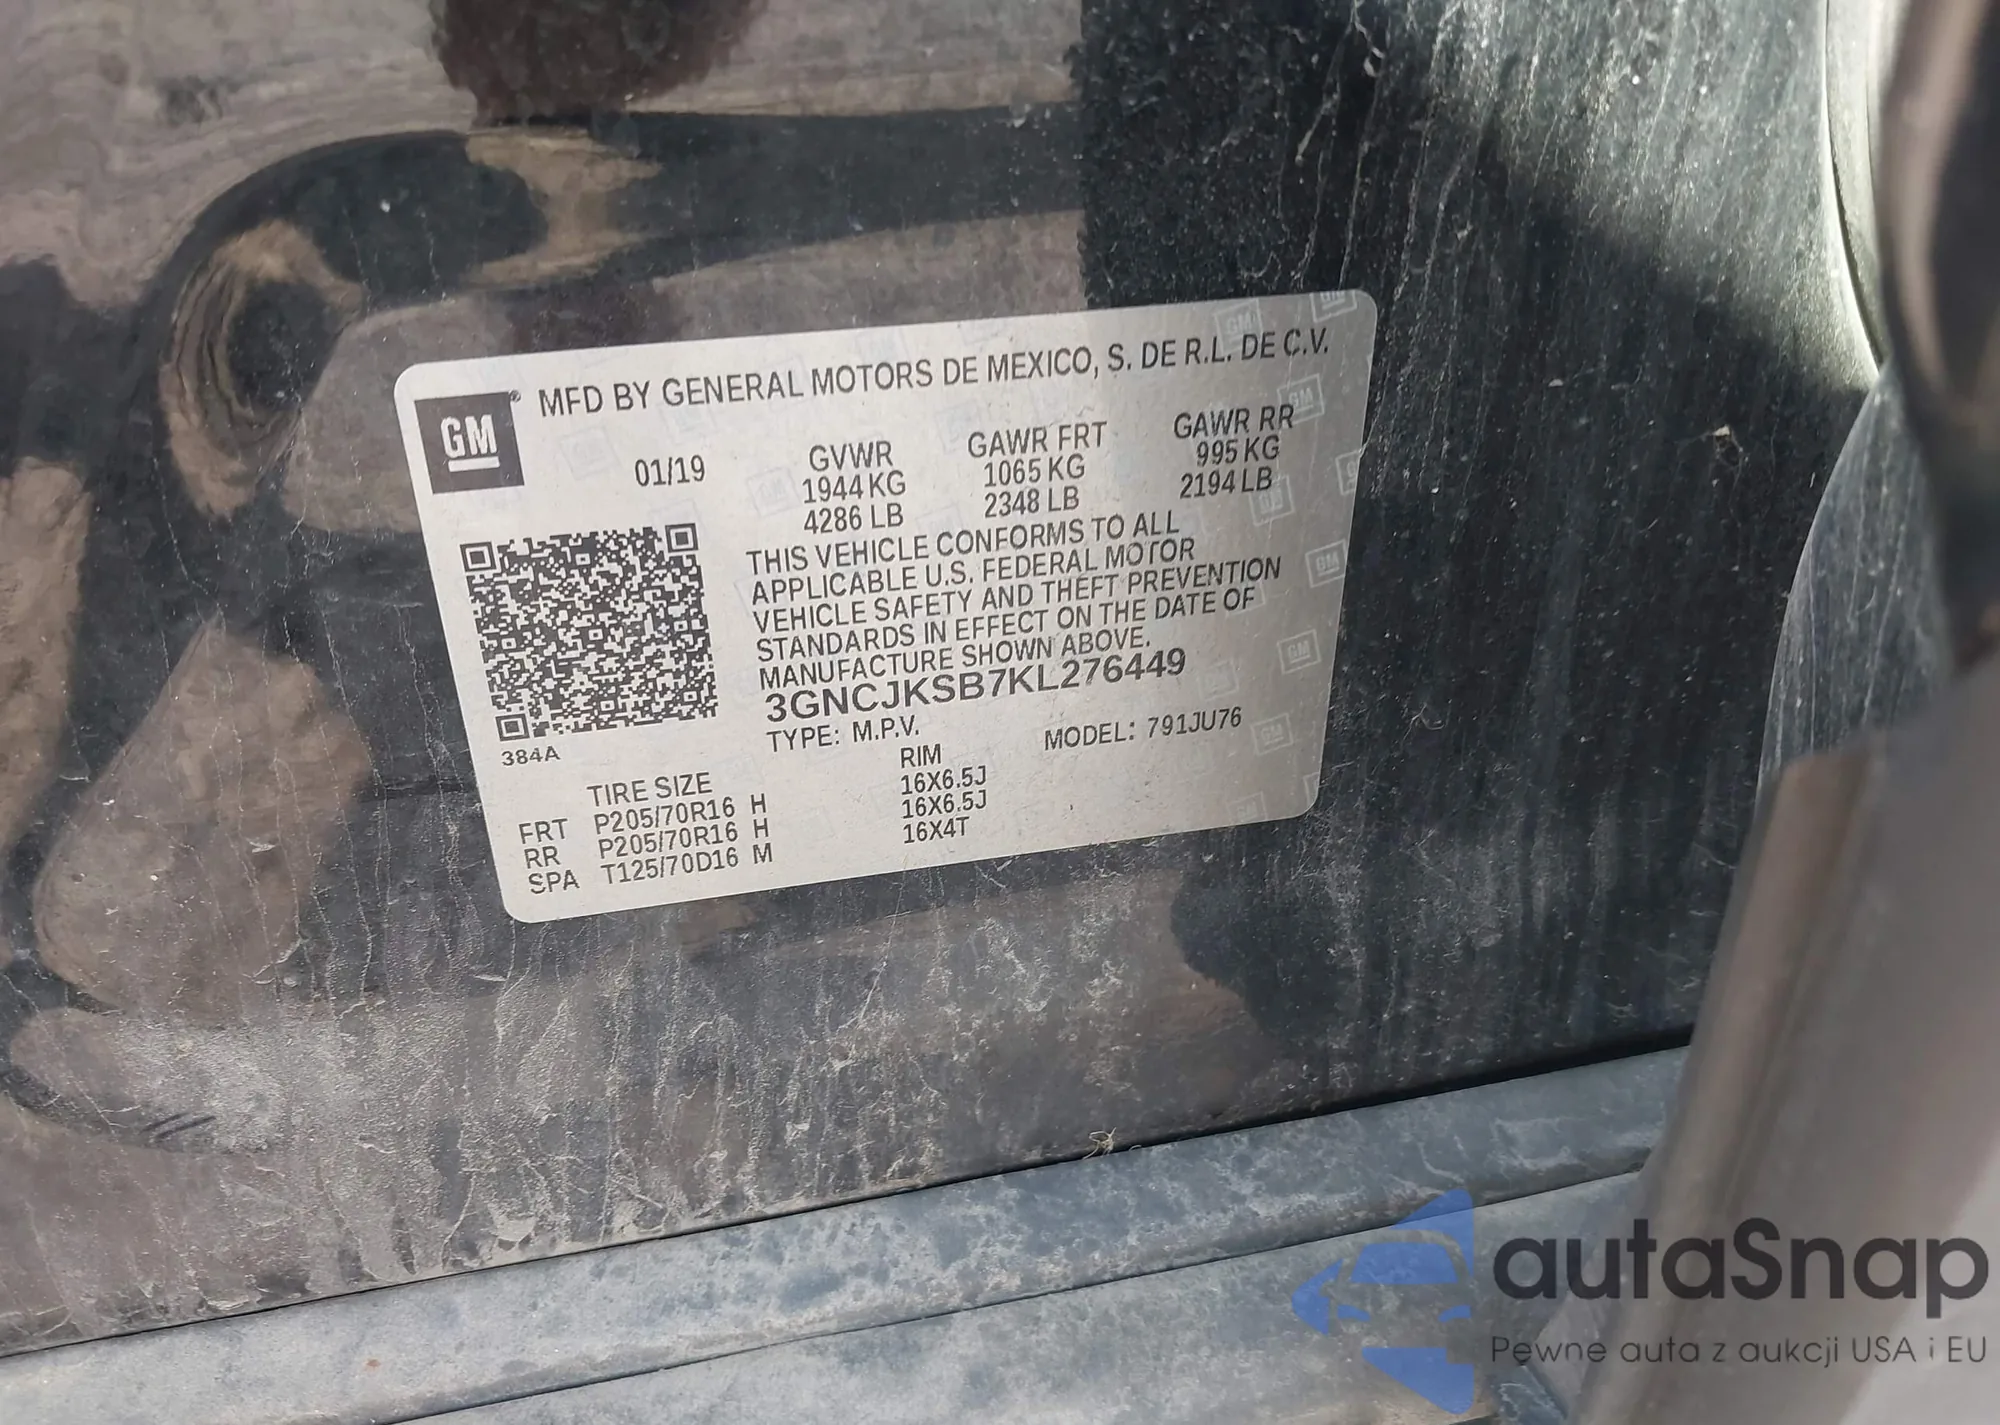 GM® MFD BY GENERAL MOTORS DE MEXICO, S. DE R.L. DE C.V.
01/19 GVWR GAWR FRT GAWR RR
1944 KG 1065 KG 995 KG
4286 LB 2348 LB 2194 LB
THIS VEHICLE CONFORMS TO ALL
APPLICABLE U.S. FEDERAL MOTOR
VEHICLE SAFETY AND THEFT PREVENTION
STANDARDS IN EFFECT ON THE DATE OF
MANUFACTURE SHOWN ABOVE.
3GNCJKSB7KL276449
TYPE: M.P.V. MODEL: 791JU76
384A
TIRE SIZE RIM
FRT P205/70R16 H 16X6.5J
RR P205/70R16 H 16X6.5J
SPA T125/70D16 M 16X4T
autaSnap
Pewne auta z aukcji USA i EU